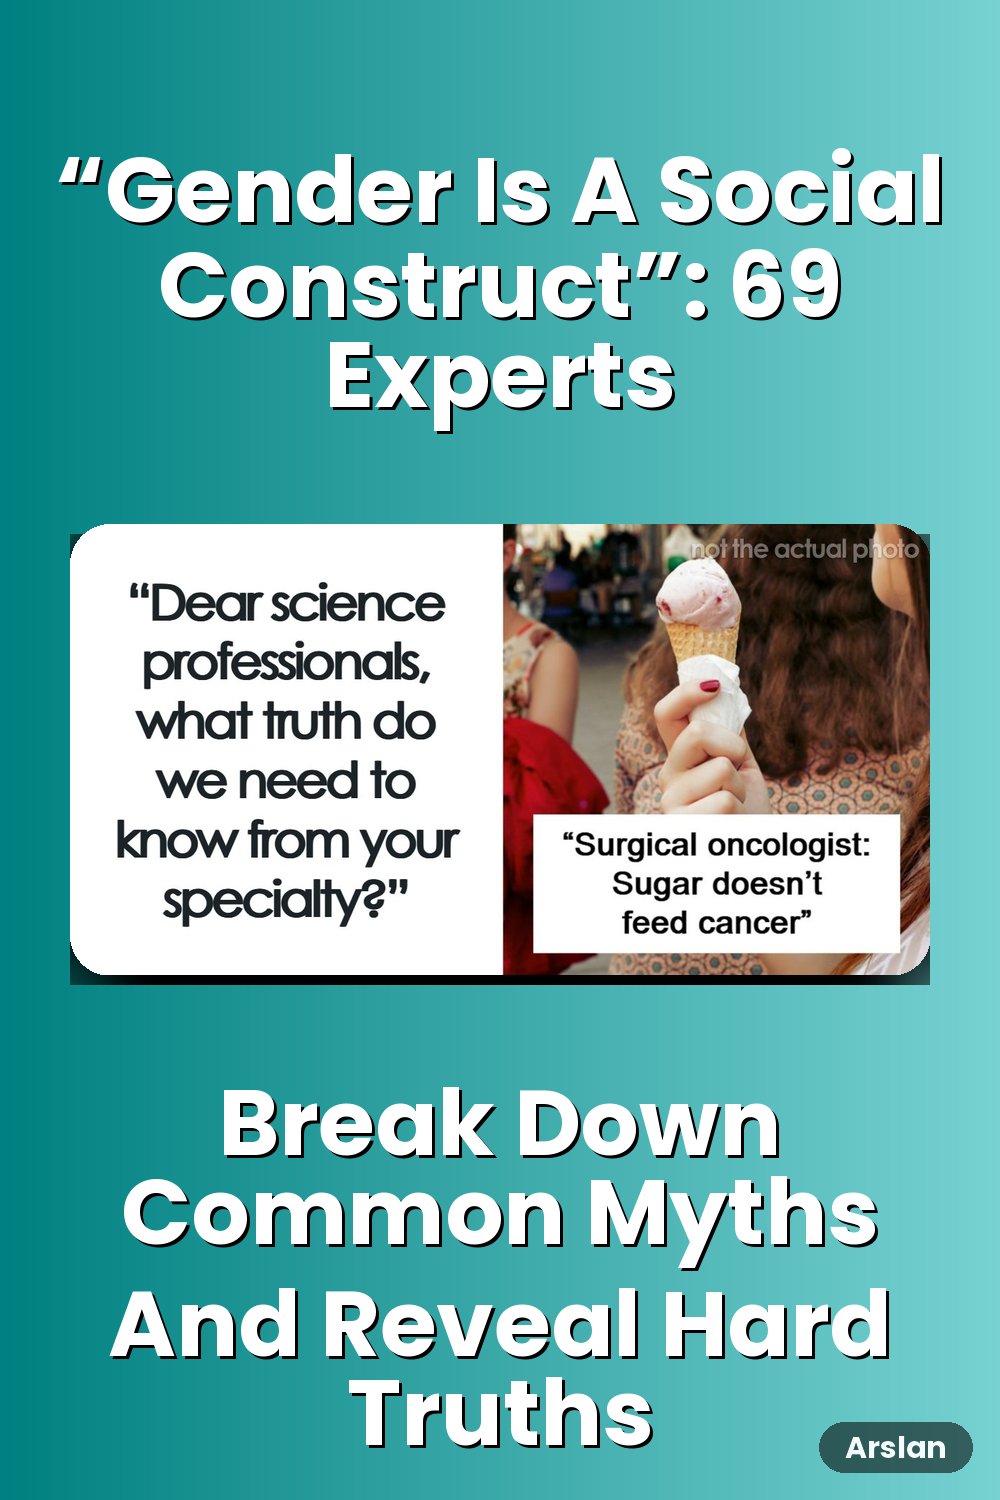 “Gender Is A Social
Construct”: 69
Experts
“Dear science
professionals,
what truth do
we need to
know from your
specialty?”
not the actual photo
“Surgical oncologist:
Sugar doesn’t
feed cancer”
Break Down
Common Myths
And Reveal Hard
Truths
Arslan